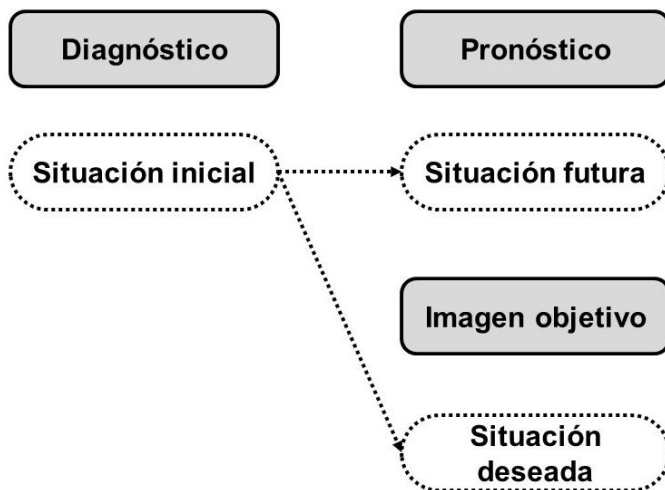 Diagnóstico
Pronóstico
Situación inicial
Situación futura
Imagen objetivo
Situación
deseada